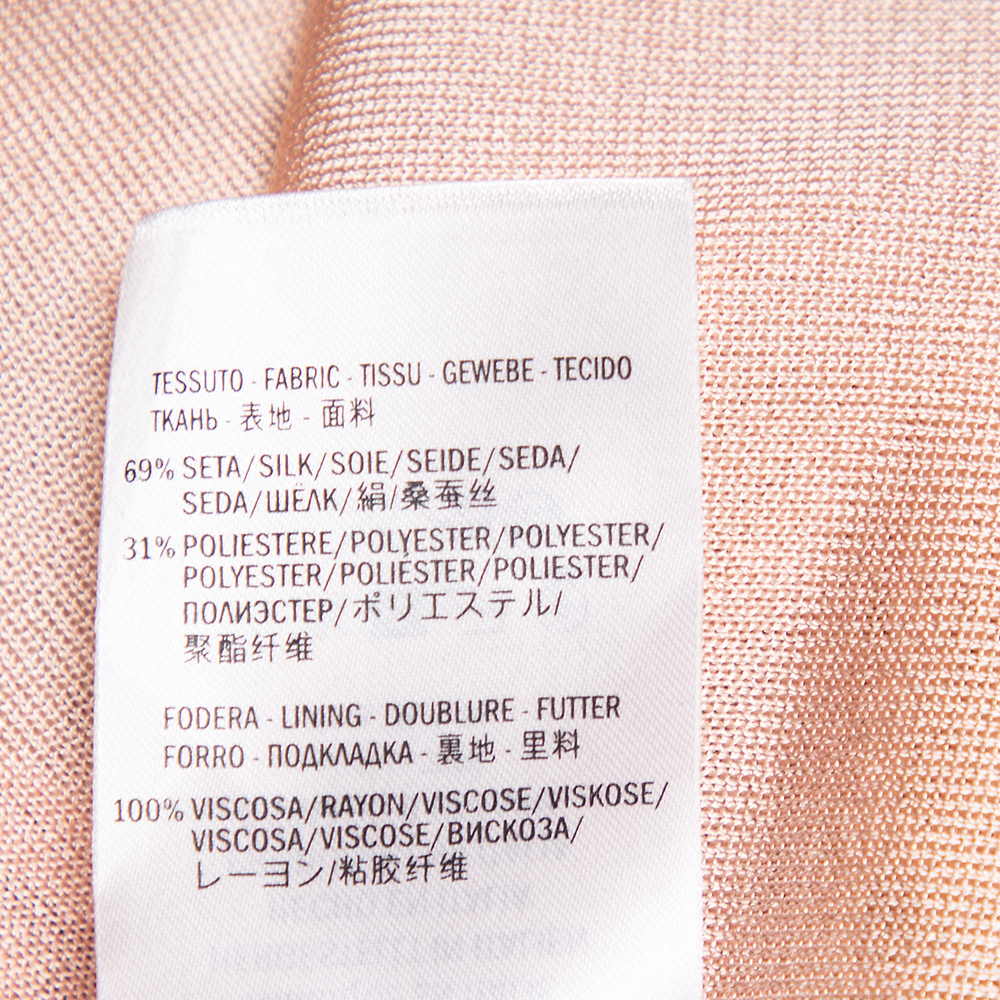 TESSUTO - FABRIC - TISSU - GEWEBE - TECIDO
ТКАНЬ - 表地 - 面料
69% SETA/SILK/SOIE/SEIDE/SEDA/
SEDA/ШЁЛК/絹/桑蚕丝
31% POLIESTERE/POLYESTER/POLYESTER/
POLYESTER/POLIÉSTER/POLIESTER/
ПОЛИЭСТЕР/ポリエステル/
聚酯纤维
FODERA - LINING - DOUBLURE - FUTTER
FORRO - ПОДКЛАДКА - 裏地 - 里料
100% VISCOSA/RAYON/VISCOSE/VISKOSE/
VISCOSA/VISCOSE/ВИСКОЗА/
レーヨン/粘胶纤维